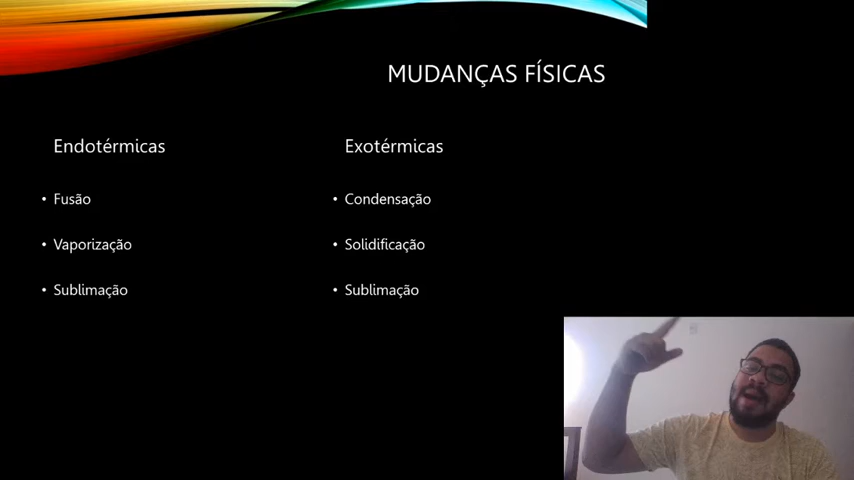 MUDANÇAS FÍSICAS
Endotérmicas
• Fusão
• Vaporização
• Sublimação
Exotérmicas
• Condensação
• Solidificação
• Sublimação